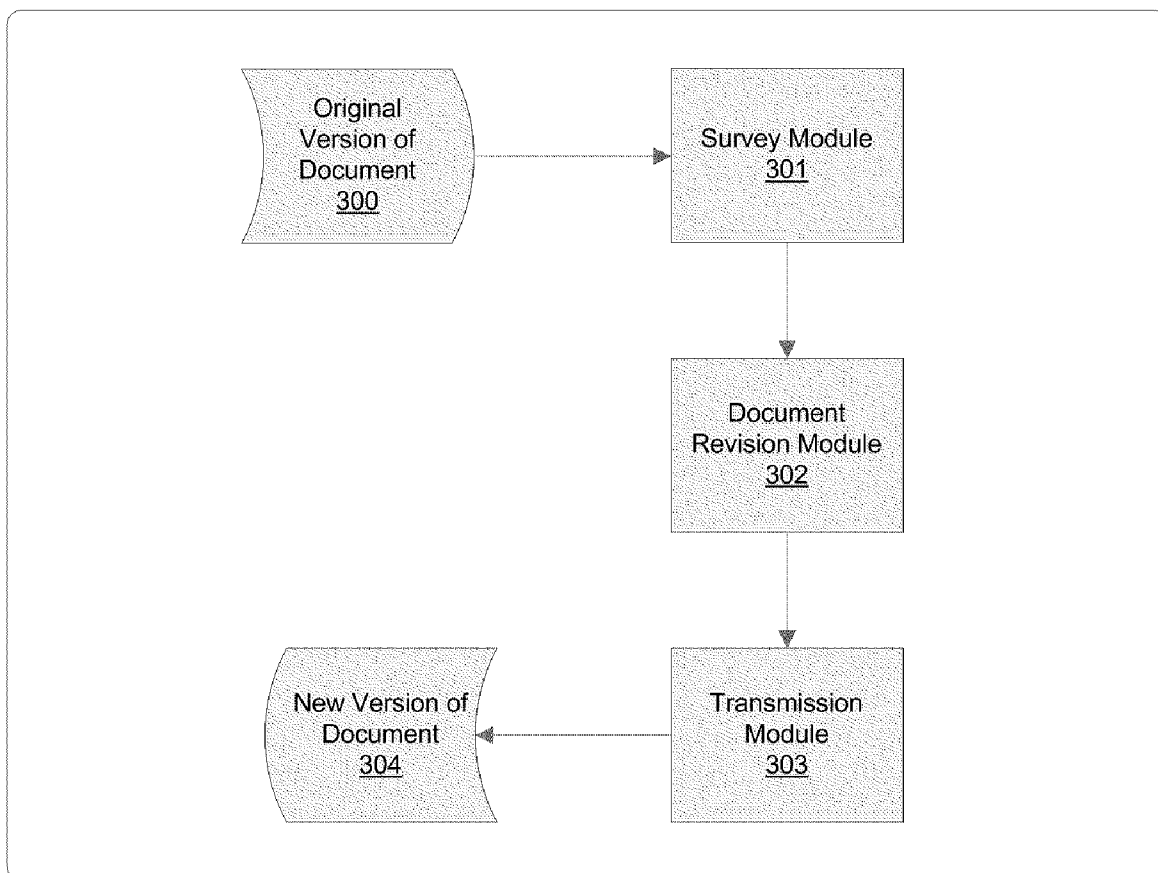 Original
Version of
Document
300
Survey Module
301
Document
Revision Module
302
New Version of
Document
304
Transmission
Module
303